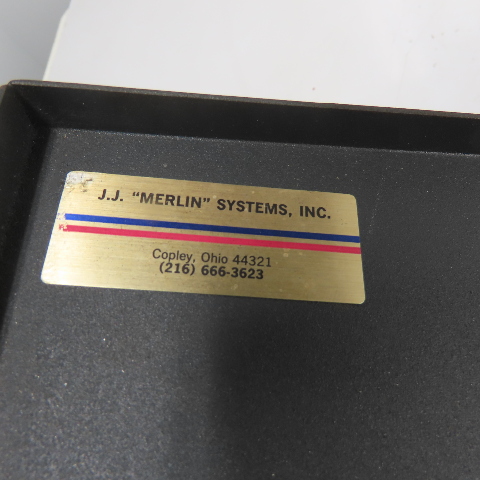 J.J. “MERLIN” SYSTEMS, INC.
Copley, Ohio 44321
(216) 666-3623